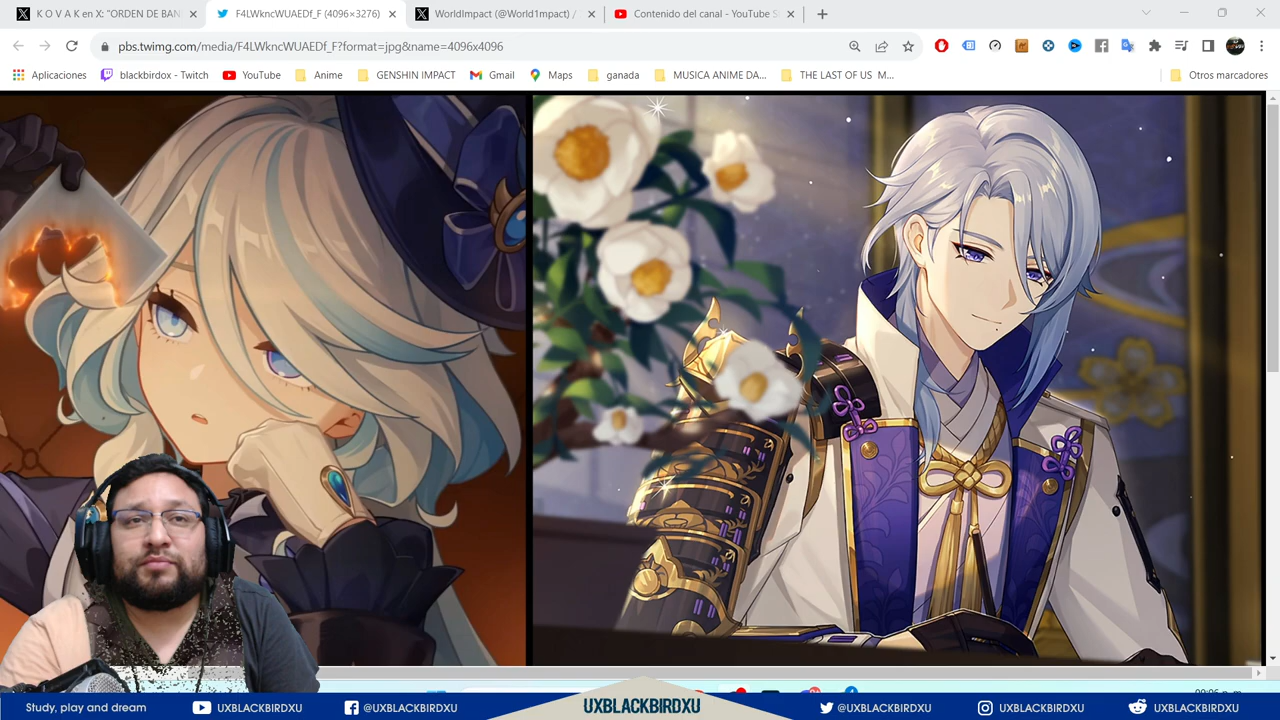 K O V A K en X: "ORDEN DE BAN
F4LWkncWUAEDf_F (4096×3276)
WorldImpact (@World1mpact) /
Contenido del canal - YouTube S
pbs.twimg.com/media/F4LWkncWUAEDf_F?format=jpg&name=4096x4096
Aplicaciones
blackbirdox - Twitch
YouTube
Anime
GENSHIN IMPACT
Gmail
Maps
ganada
MUSICA ANIME DA...
THE LAST OF US M...
Otros marcadores
Study, play and dream
UXBLACKBIRDXU
@UXBLACKBIRDXU
UXBLACKBIRDXU
@UXBLACKBIRDXU
UXBLACKBIRDXU
UXBLACKBIRDXU